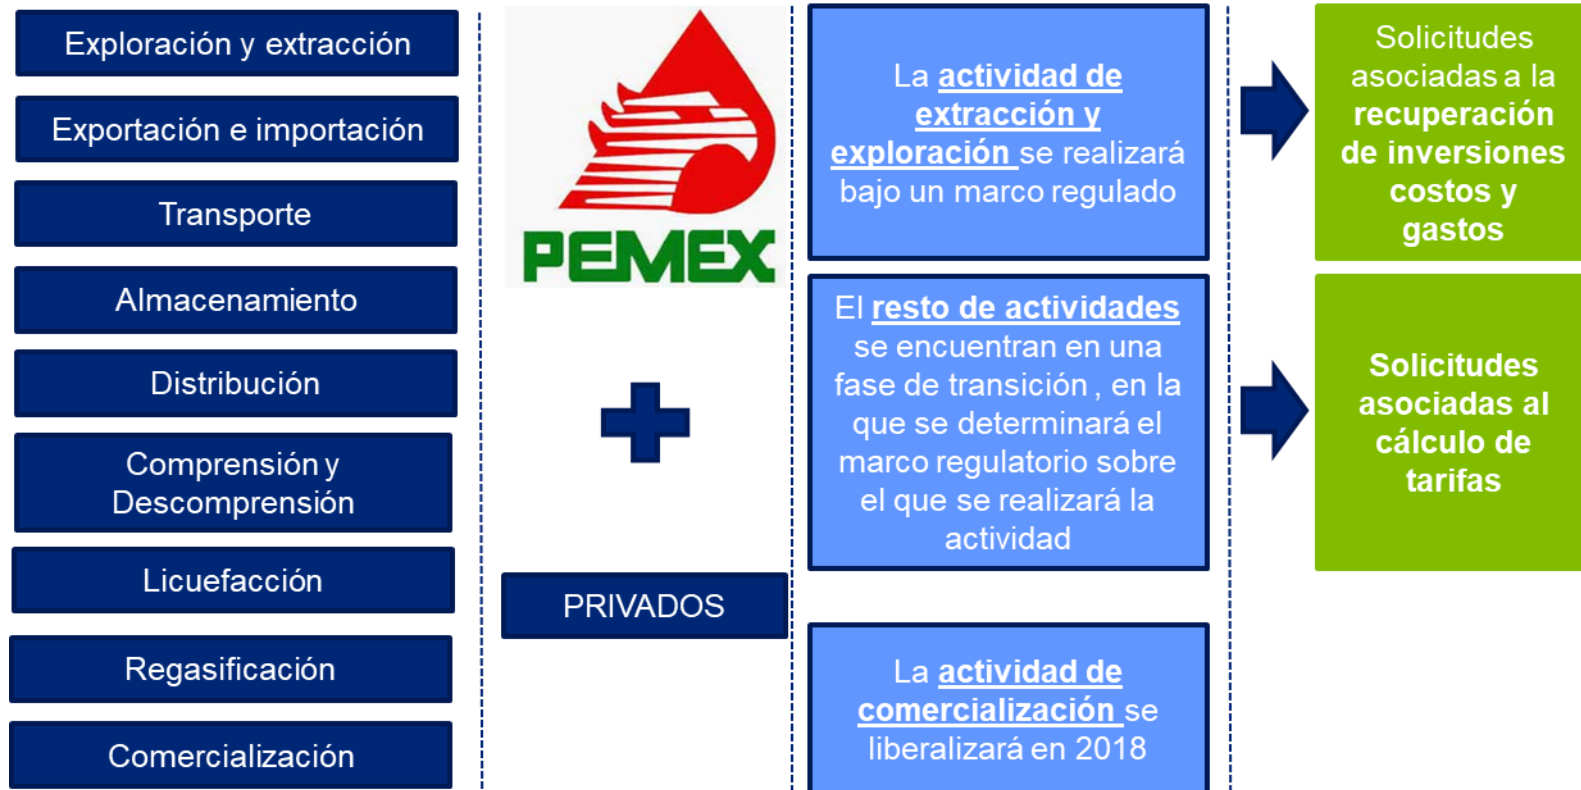 Exploración y extracción
Exportación e importación
Transporte
Almacenamiento
Distribución
Comprensión y
Descomprensión
Licuefacción
Regasificación
Comercialización
PEMEX
PRIVADOS
La actividad de
extracción y
exploración se realizará
bajo un marco regulado
El resto de actividades
se encuentran en una
fase de transición , en la
que se determinará el
marco regulatorio sobre
el que se realizará la
actividad
La actividad de
comercialización se
liberalizará en 2018
Solicitudes
asociadas a la
recuperación
de inversiones
costos y
gastos
Solicitudes
asociadas al
cálculo de
tarifas